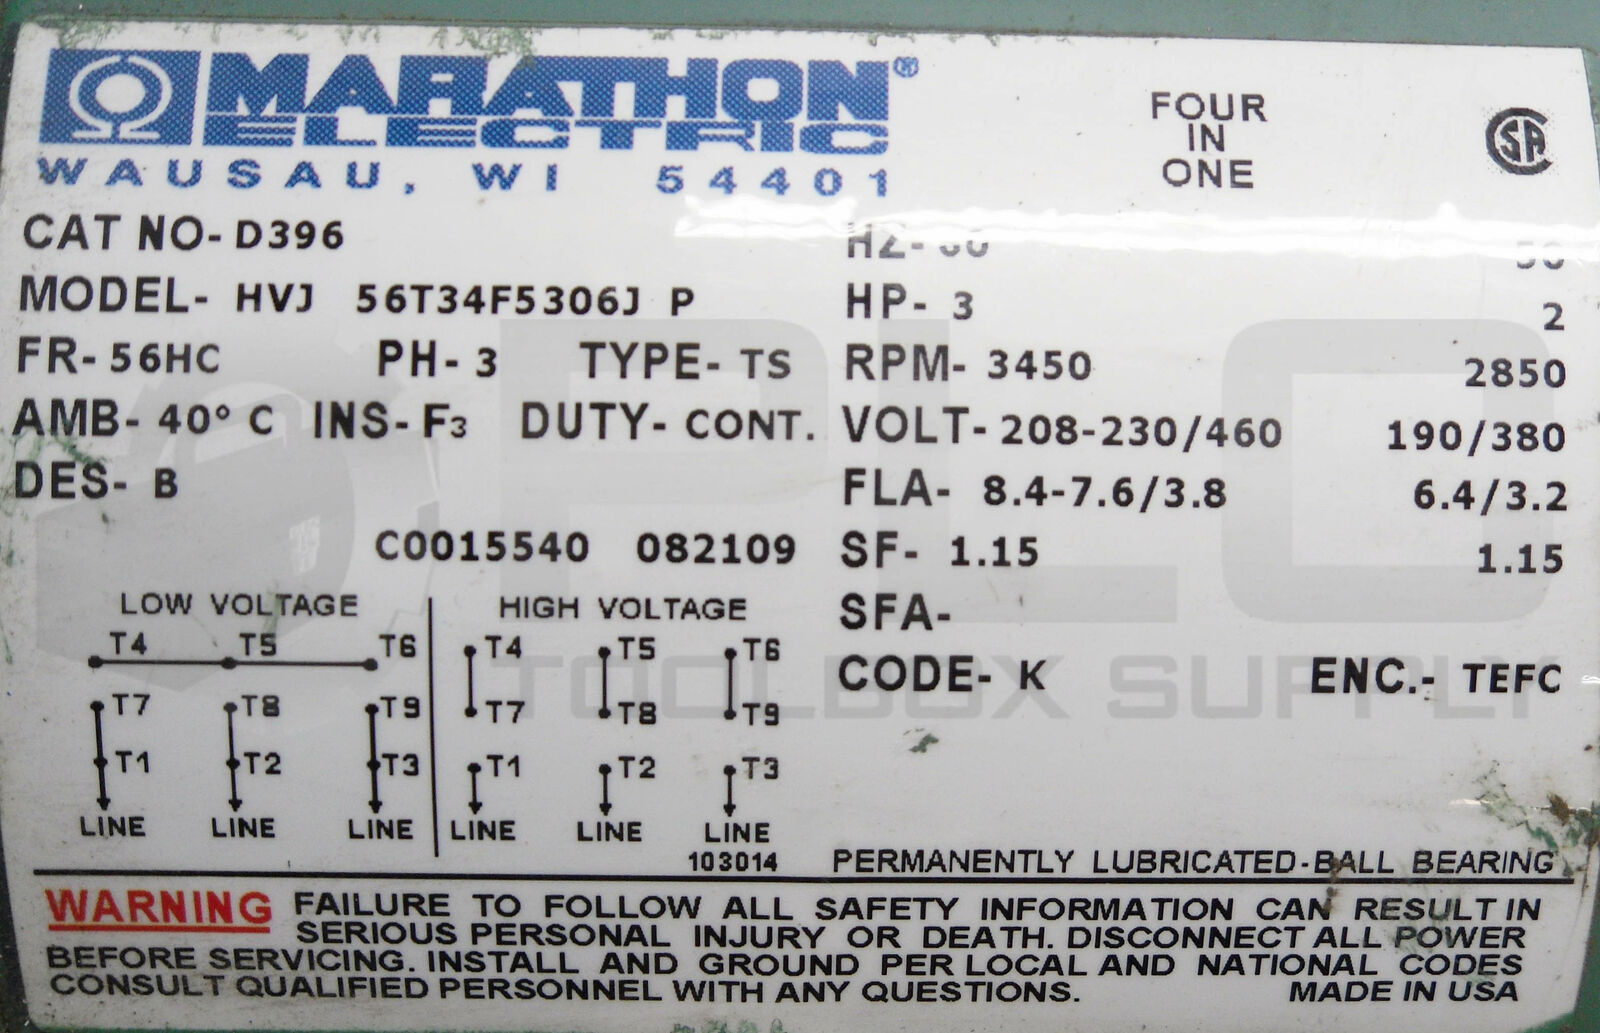 MARATHON®
ELECTRIC
WAUSAU, WI 54401
FOUR
IN
ONE
CSA
CAT NO- D396
MODEL- HVJ 56T34F5306J P
FR- 56HC PH- 3 TYPE- TS
AMB- 40° C INS- F3 DUTY- CONT.
DES- B
C0015540 082109
HZ-
HP- 3 2
RPM- 3450 2850
VOLT- 208-230/460 190/380
FLA- 8.4-7.6/3.8 6.4/3.2
SF- 1.15 1.15
SFA-
CODE- K ENC.- TEFC
LOW VOLTAGE
T4 T5 T6
T7 T8 T9
T1 T2 T3
LINE LINE LINE
HIGH VOLTAGE
T4 T5 T6
T7 T8 T9
T1 T2 T3
LINE LINE LINE
103014
PERMANENTLY LUBRICATED-BALL BEARING
WARNING FAILURE TO FOLLOW ALL SAFETY INFORMATION CAN RESULT IN
SERIOUS PERSONAL INJURY OR DEATH. DISCONNECT ALL POWER
BEFORE SERVICING. INSTALL AND GROUND PER LOCAL AND NATIONAL CODES
CONSULT QUALIFIED PERSONNEL WITH ANY QUESTIONS. MADE IN USA
PLC
TOOLBOX SUPPLY